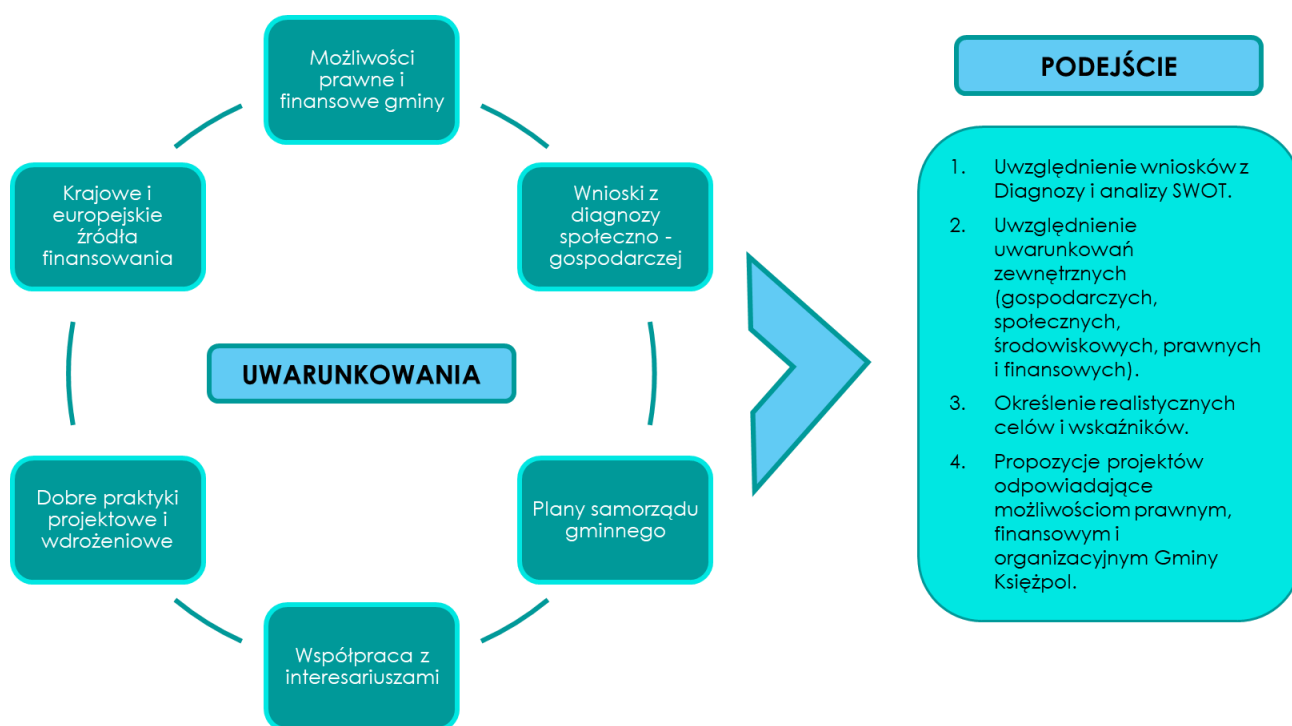 Możliwości
prawne i
finansowe gminy
Wnioski z
diagnozy
społeczno -
gospodarczej
Plany samorządu
gminnego
Współpraca z
interesariuszami
Dobre praktyki
projektowe i
wdrożeniowe
Krajowe i
europejskie
źródła
finansowania
UWARUNKOWANIA
PODEJŚCIE
1. Uwzględnienie wniosków z
Diagnozy i analizy SWOT.
2. Uwzględnienie
uwarunkowań
zewnętrznych
(gospodarczych,
społecznych,
środowiskowych, prawnych
i finansowych).
3. Określenie realistycznych
celów i wskaźników.
4. Propozycje projektów
odpowiadające
możliwościom prawnym,
finansowym i
organizacyjnym Gminy
Księżpol.